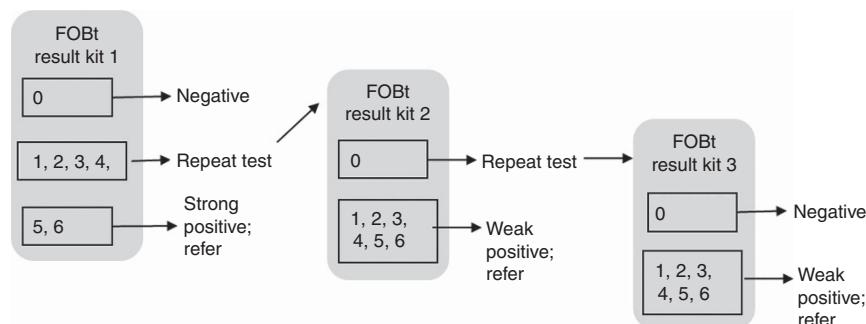 FOBt
result kit 1
0
Negative
1, 2, 3, 4,
Repeat test
5, 6
Strong
positive;
refer
FOBt
result kit 2
0
Repeat test
1, 2, 3,
4, 5, 6
Weak
positive;
refer
FOBt
result kit 3
0
Negative
1, 2, 3,
4, 5, 6
Weak
positive;
refer